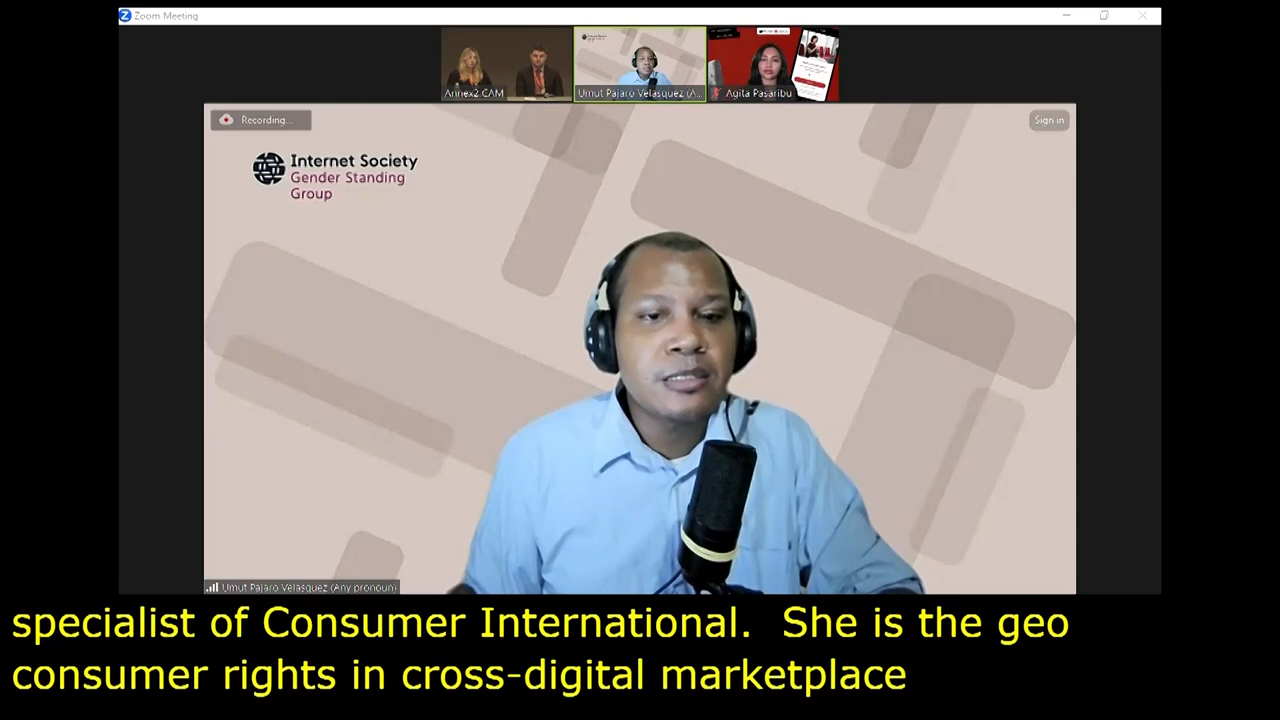 Zoom Meeting
Annex2 CAM
Umut Pajaro Velasquez (A...
Agita Pasaribu
Recording...
Sign in
Internet Society
Gender Standing
Group
Umut Pajaro Velasquez (Any pronoun)
specialist of Consumer International.  She is the geo
consumer rights in cross-digital marketplace